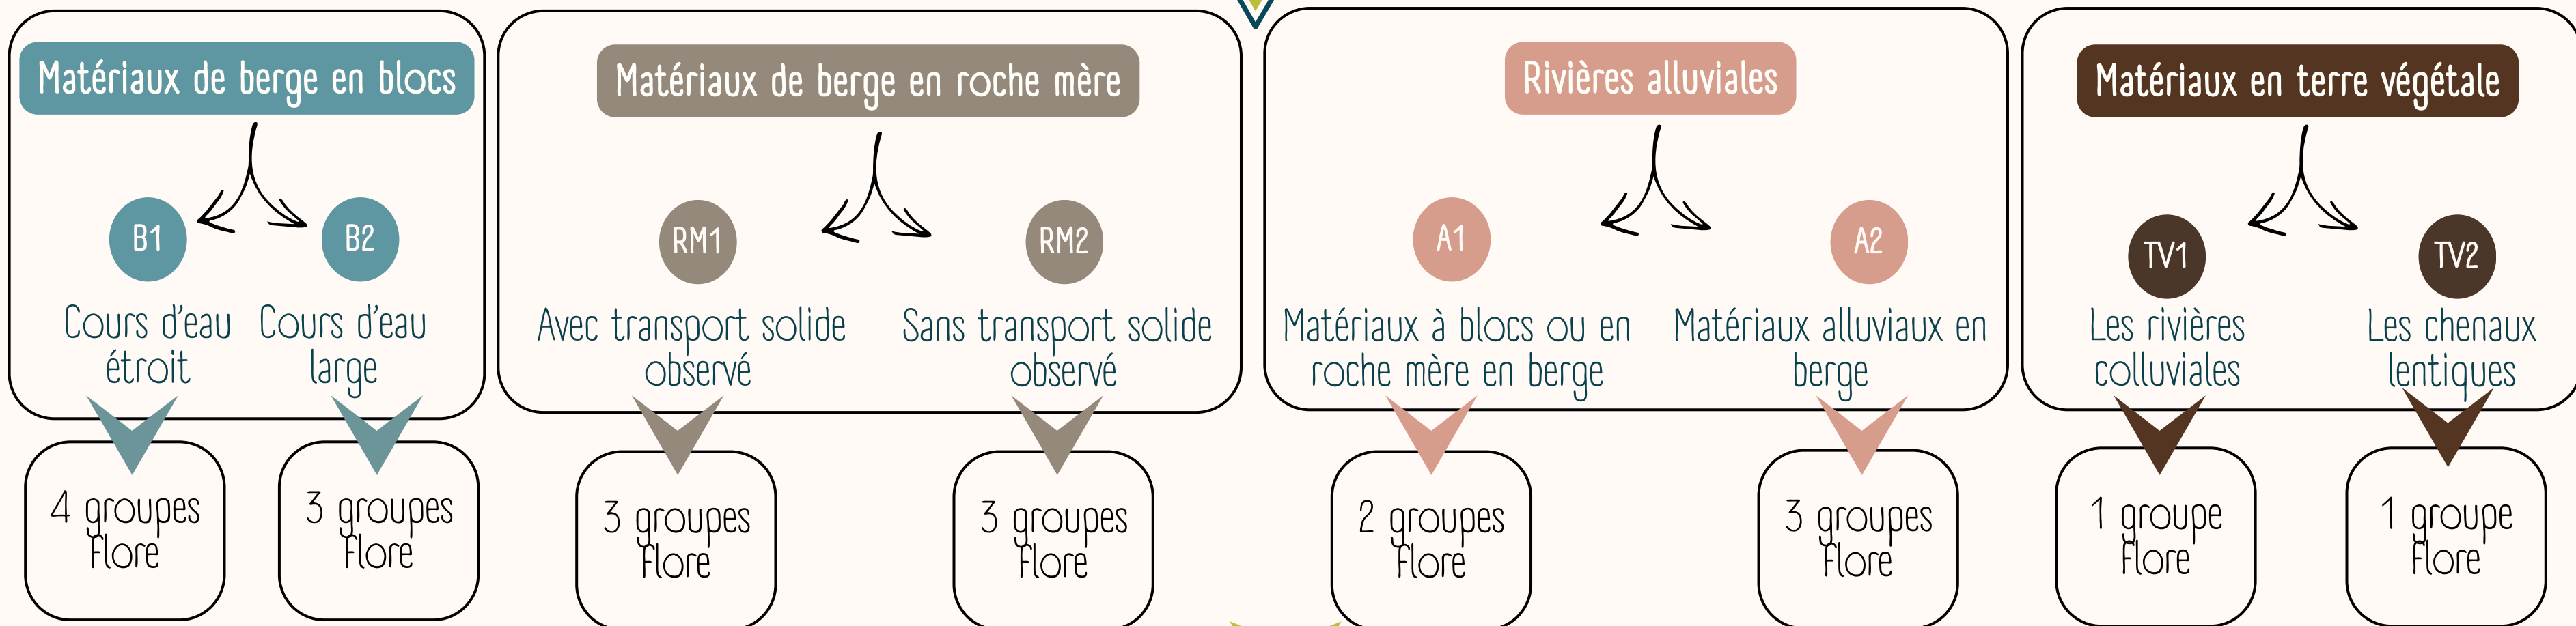 Matériaux de berge en blocs
B1
B2
Cours d'eau
étroit
Cours d'eau
large
4 groupes
flore
3 groupes
flore
Matériaux de berge en roche mère
RM1
RM2
Avec transport solide
observé
Sans transport solide
observé
3 groupes
flore
3 groupes
flore
Rivières alluviales
A1
A2
Matériaux à blocs ou en
roche mère en berge
Matériaux alluviaux en
berge
2 groupes
flore
3 groupes
flore
Matériaux en terre végétale
TV1
TV2
Les rivières
colluviales
Les chenaux
lentiques
1 groupe
flore
1 groupe
flore